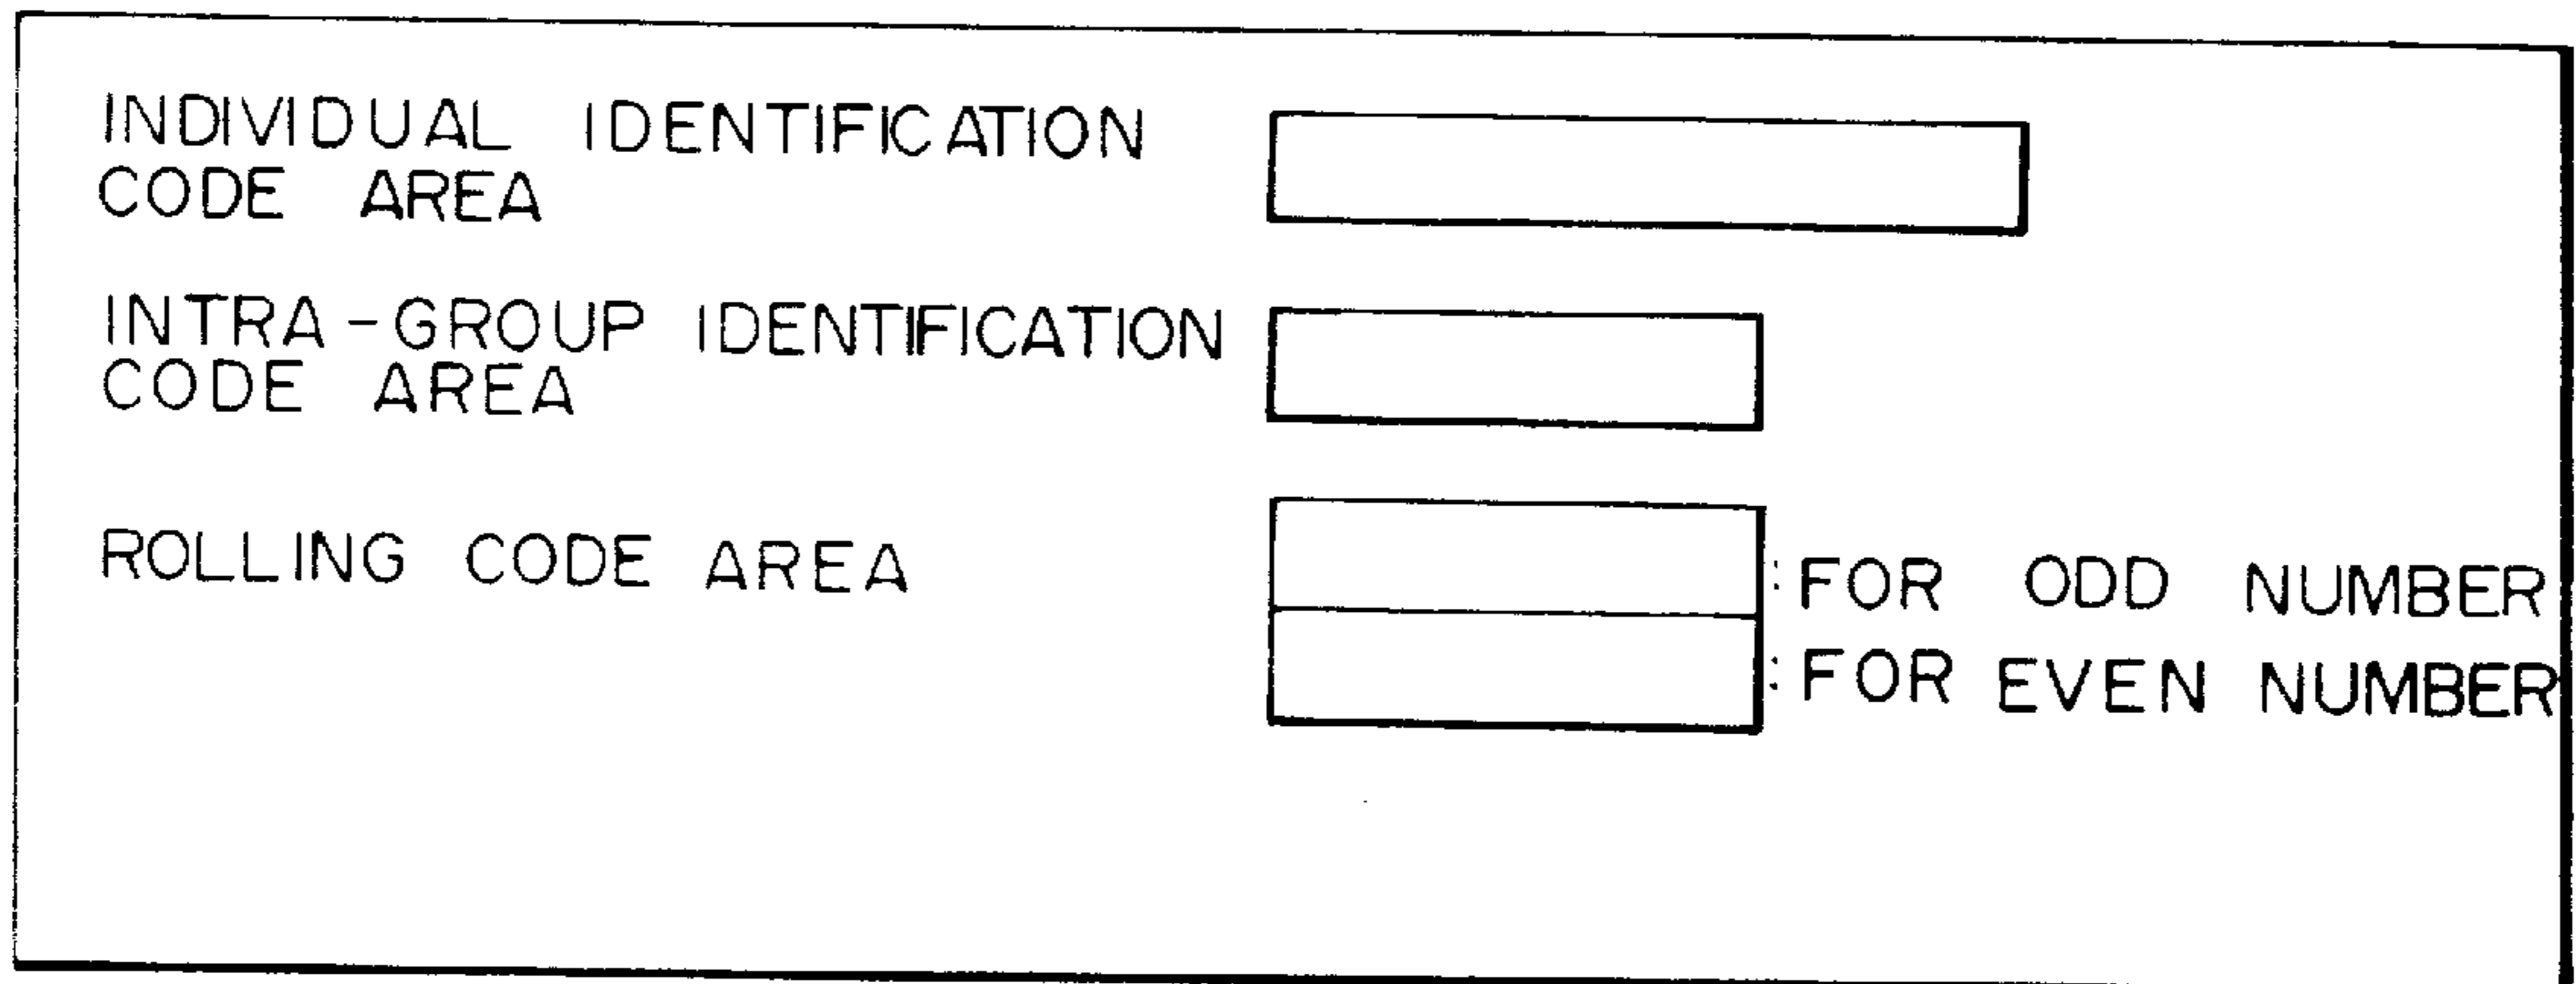 INDIVIDUAL IDENTIFICATION
CODE AREA
INTRA-GROUP IDENTIFICATION
CODE AREA
ROLLING CODE AREA
:FOR ODD NUMBER
:FOR EVEN NUMBER